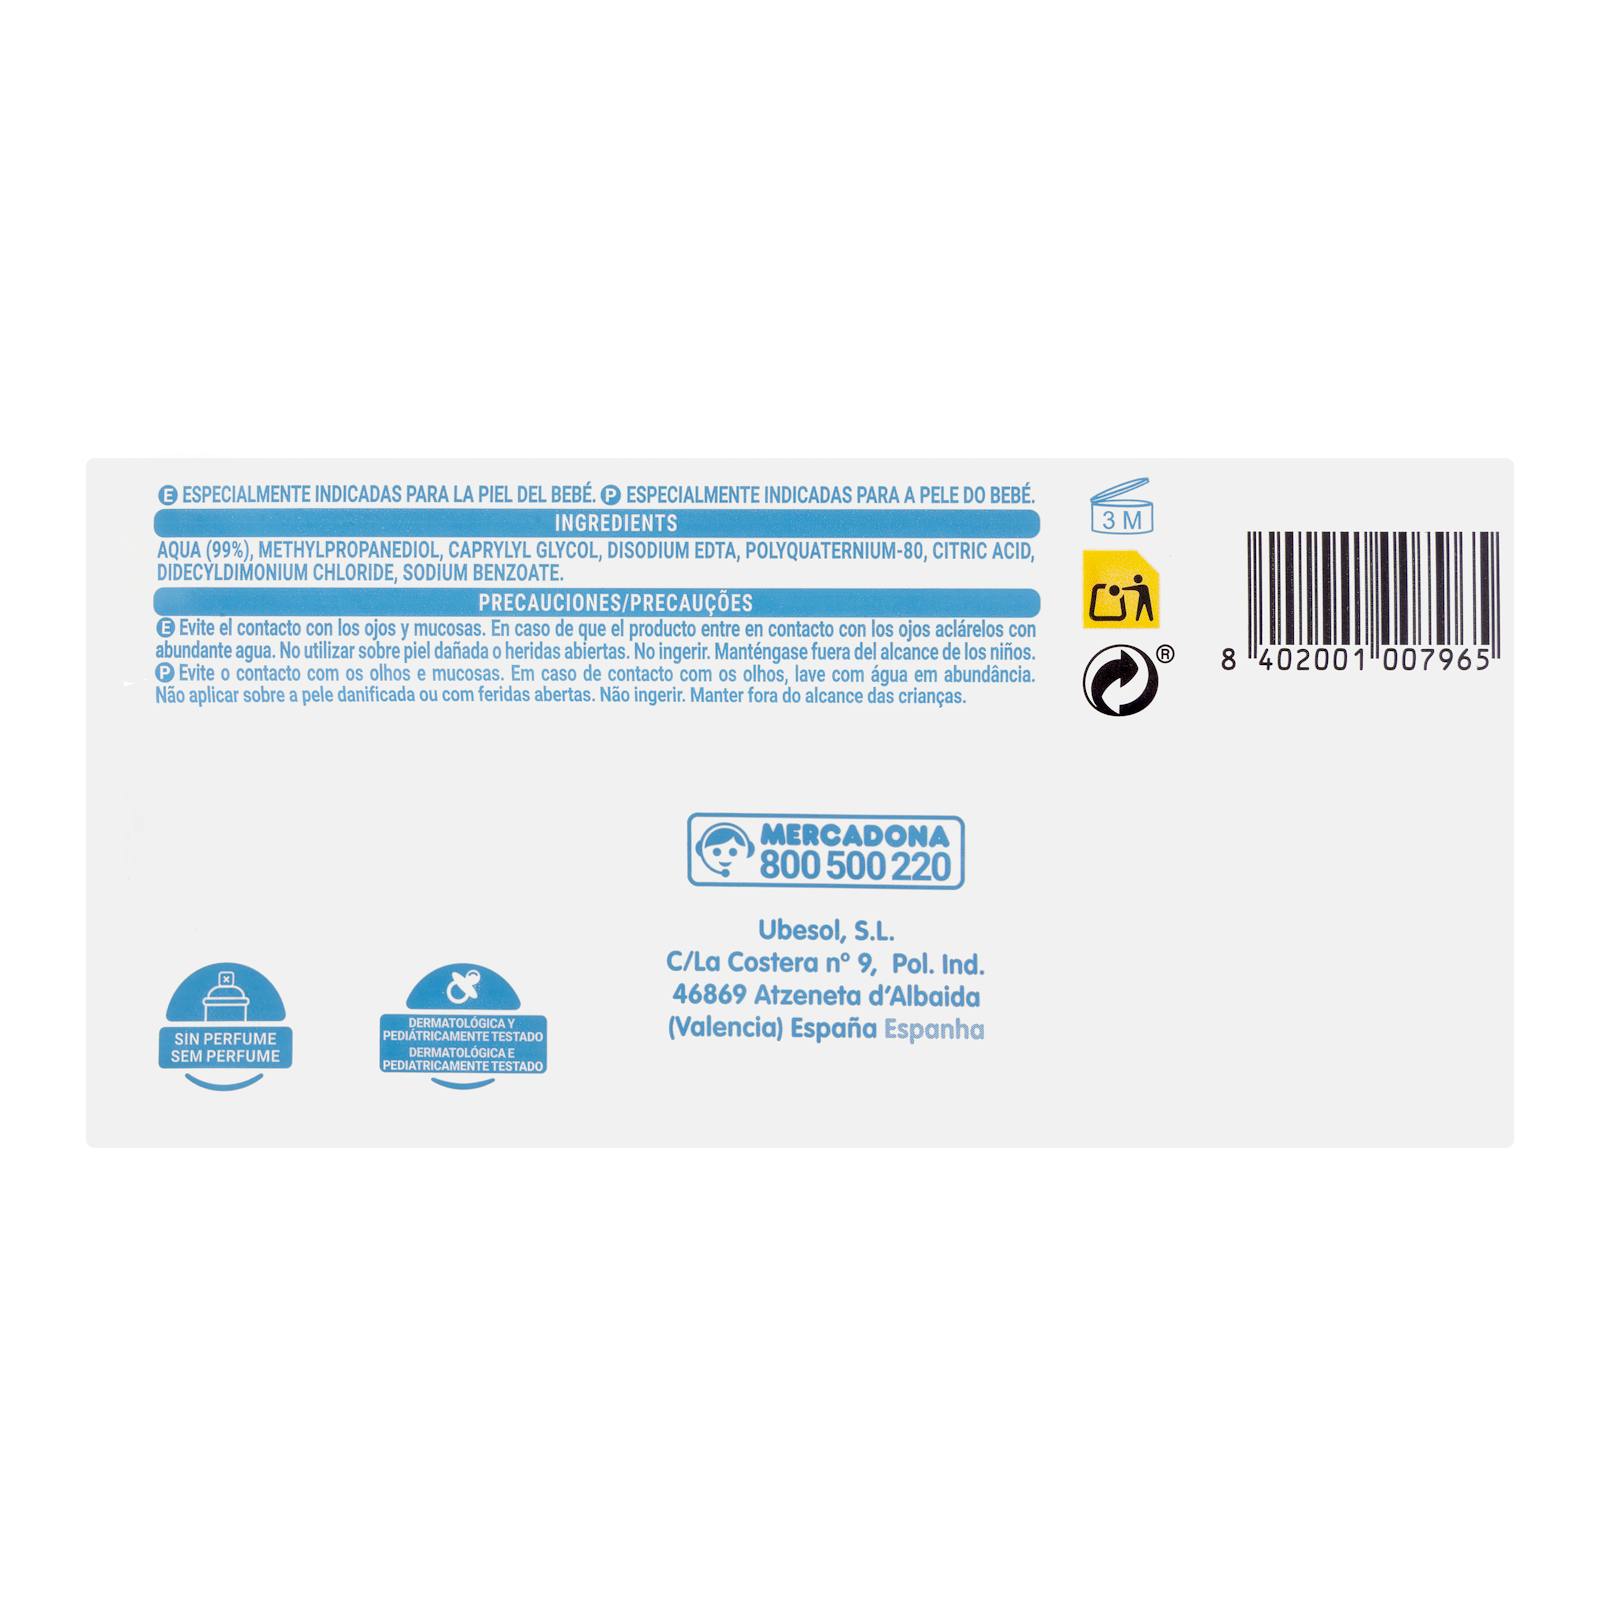 E ESPECIALMENTE INDICADAS PARA LA PIEL DEL BEBÉ. P ESPECIALMENTE INDICADAS PARA A PELE DO BEBÉ.
INGREDIENTS
AQUA (99%), METHYLPROPANEDIOL, CAPRYLYL GLYCOL, DISODIUM EDTA, POLYQUATERNIUM-80, CITRIC ACID,
DIDECYLDIMONIUM CHLORIDE, SODIUM BENZOATE.
PRECAUCIONES/PRECAUÇÕES
E Evite el contacto con los ojos y mucosas. En caso de que el producto entre en contacto con los ojos aclárelos con
abundante agua. No utilizar sobre piel dañada o heridas abiertas. No ingerir. Manténgase fuera del alcance de los niños.
P Evite o contacto com os olhos e mucosas. Em caso de contacto com os olhos, lave com água em abundância.
Não aplicar sobre a pele danificada ou com feridas abertas. Não ingerir. Manter fora do alcance das crianças.
3 M
®
8 402001 007965
MERCADONA
800 500 220
Ubesol, S.L.
C/La Costera nº 9, Pol. Ind.
46869 Atzeneta d'Albaida
(Valencia) España Espanha
SIN PERFUME
SEM PERFUME
DERMATOLÓGICA Y
PEDIÁTRICAMENTE TESTADO
DERMATOLÓGICA E
PEDIATRICAMENTE TESTADO